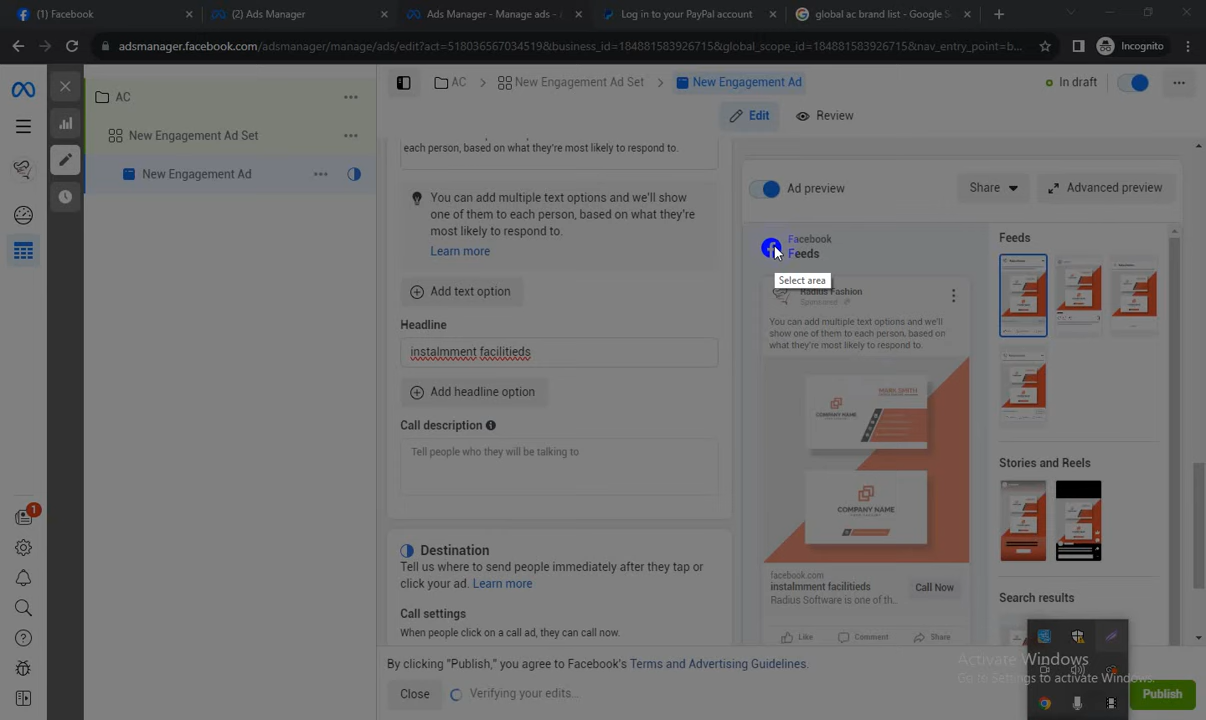 (1) Facebook
(2) Ads Manager
Ads Manager - Manage ads -
Log in to your PayPal account
global ac brand list - Google S
adsmanager.facebook.com/adsmanager/manage/ads/edit?act=518036567034519&business_id=184881583926715&global_scope_id=184881583926715&nav_entry_point=b...
Incognito
AC
New Engagement Ad Set
New Engagement Ad
AC
New Engagement Ad Set
New Engagement Ad
In draft
Edit
Review
each person, based on what they're most likely to respond to.
You can add multiple text options and we'll show
one of them to each person, based on what they're
most likely to respond to.
Learn more
Add text option
Headline
instalmment facilitieds
Add headline option
Call description
Tell people who they will be talking to
Destination
Tell us where to send people immediately after they tap or
click your ad. Learn more
Call settings
When people click on a call ad, they can call now.
Ad preview
Share
Advanced preview
Facebook
Feeds
Select area
Radius Fashion
Sponsored
You can add multiple text options and we'll
show one of them to each person, based on
what they're most likely to respond to.
MARK SMITH
COMPANY NAME
COMPANY NAME
facebook.com
instalmment facilitieds
Radius Software is one of th...
Call Now
Like
Comment
Share
Feeds
Stories and Reels
Search results
1
By clicking "Publish," you agree to Facebook's Terms and Advertising Guidelines.
Close
Verifying your edits...
Activate Windows
Go to Settings to activate Windows.
Publish